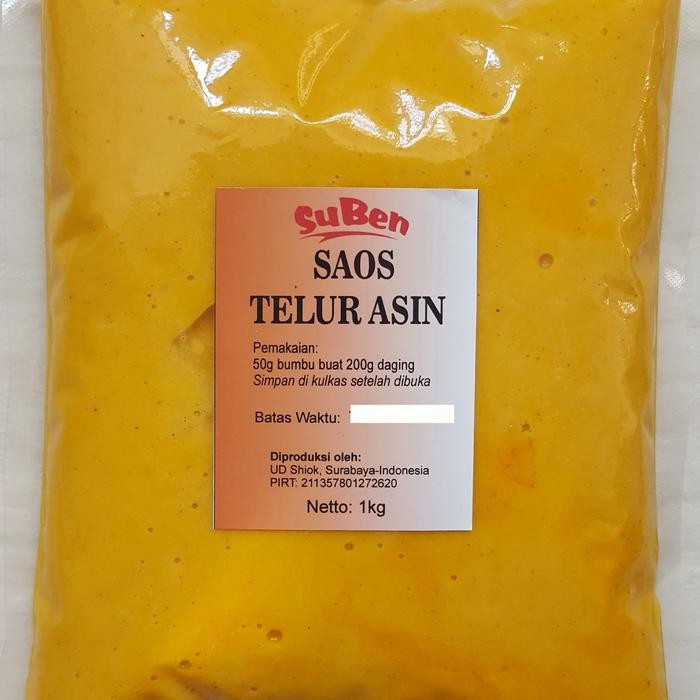 SuBen
SAOS
TELUR ASIN
Pemakaian:
50g bumbu buat 200g daging
Simpan di kulkas setelah dibuka
Batas Waktu:
Diproduksi oleh:
UD Shiok, Surabaya-Indonesia
PIRT: 211357801272620
Netto: 1kg